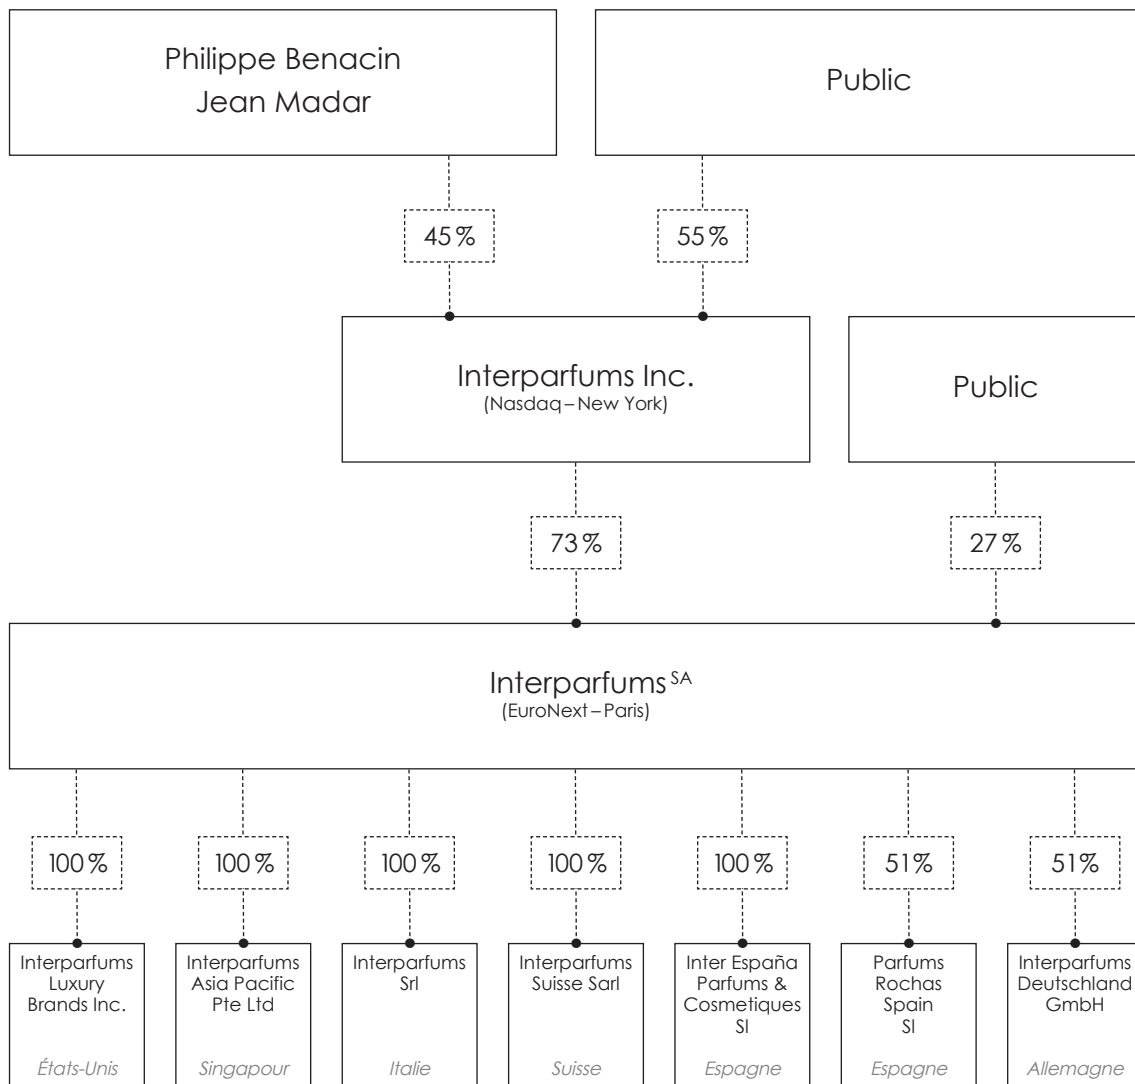 Philippe Benacin
Jean Madar
Public
45 %
55 %
Interparfums Inc.
(Nasdaq – New York)
Public
73 %
27 %
Interparfums SA
(EuroNext – Paris)
100 %
100 %
100 %
100 %
100 %
51 %
51 %
Interparfums
Luxury
Brands Inc.
États-Unis
Interparfums
Asia Pacific
Pte Ltd
Singapour
Interparfums
Srl
Italie
Interparfums
Suisse Sarl
Suisse
Inter España
Parfums &
Cosmetiques
Sl
Espagne
Parfums
Rochas
Spain
Sl
Espagne
Interparfums
Deutschland
GmbH
Allemagne